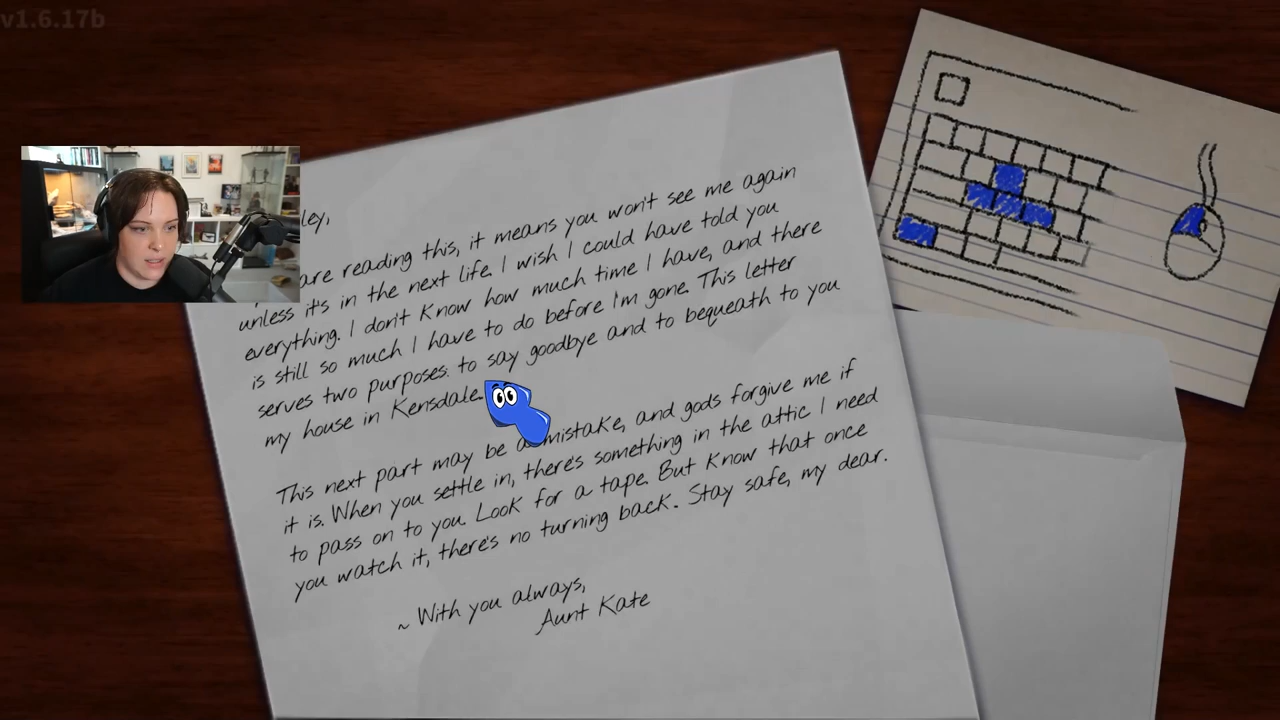 v1.6.17b
ley,
are reading this, it means you won't see me again
unless it's in the next life. I wish I could have told you
everything. I don't know how much time I have, and there
is still so much I have to do before I'm gone. This letter
serves two purposes: to say goodbye and to bequeath to you
my house in Kensdale
This next part may be a mistake, and gods forgive me if
it is. When you settle in, there's something in the attic I need
to pass on to you. Look for a tape. But know that once
you watch it, there's no turning back. Stay safe, my dear.
~ With you always,
Aunt Kate